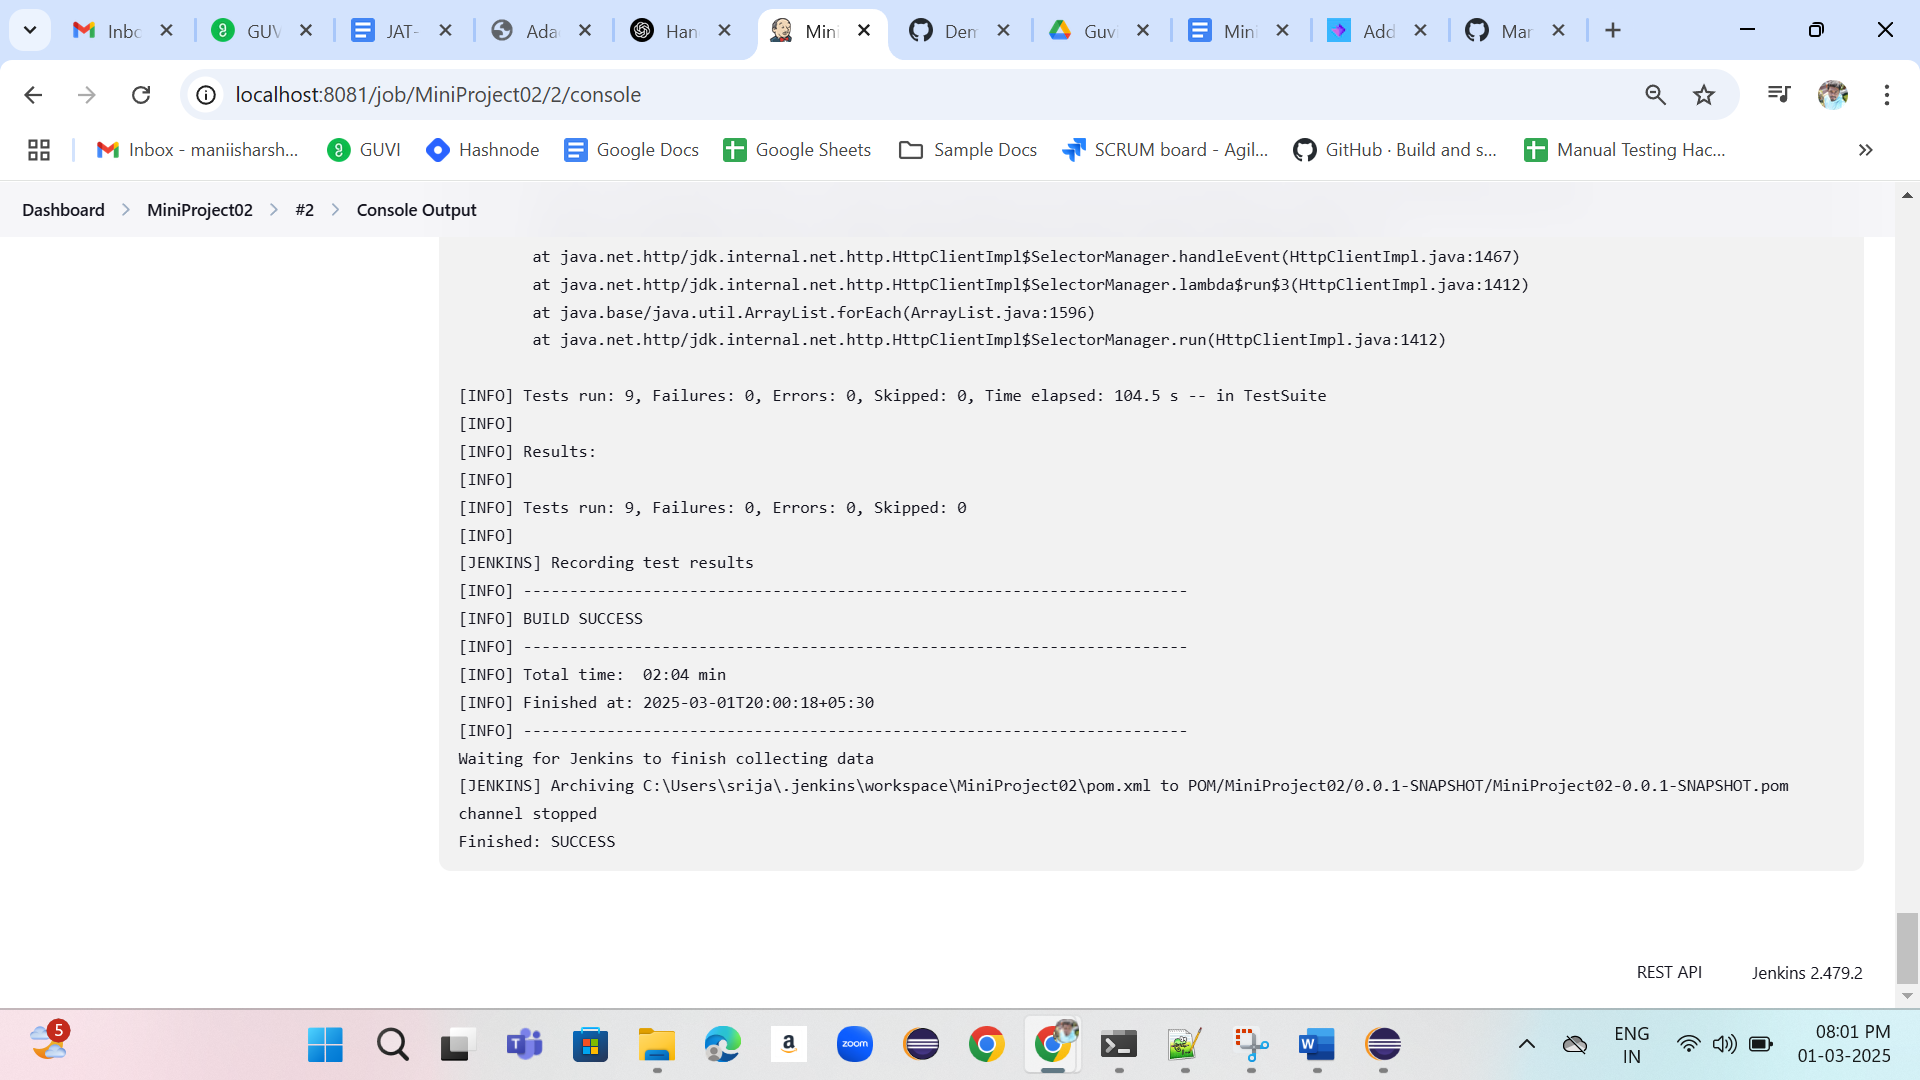 Inbc
GUV
JAT-
Ada
Han
Mini
Dem
Guvi
Mini
Add
Mar
localhost:8081/job/MiniProject02/2/console
Inbox - maniisharsh...
GUVI
Hashnode
Google Docs
Google Sheets
Sample Docs
SCRUM board - Agil...
GitHub · Build and s...
Manual Testing Hac...
Dashboard > MiniProject02 > #2 > Console Output
at java.net.http/jdk.internal.net.http.HttpClientImpl$SelectorManager.handleEvent(HttpClientImpl.java:1467)
at java.net.http/jdk.internal.net.http.HttpClientImpl$SelectorManager.lambda$run$3(HttpClientImpl.java:1412)
at java.base/java.util.ArrayList.forEach(ArrayList.java:1596)
at java.net.http/jdk.internal.net.http.HttpClientImpl$SelectorManager.run(HttpClientImpl.java:1412)
[INFO] Tests run: 9, Failures: 0, Errors: 0, Skipped: 0, Time elapsed: 104.5 s -- in TestSuite
[INFO]
[INFO] Results:
[INFO]
[INFO] Tests run: 9, Failures: 0, Errors: 0, Skipped: 0
[INFO]
[JENKINS] Recording test results
[INFO] ------------------------------------------------------------------------
[INFO] BUILD SUCCESS
[INFO] ------------------------------------------------------------------------
[INFO] Total time:  02:04 min
[INFO] Finished at: 2025-03-01T20:00:18+05:30
[INFO] ------------------------------------------------------------------------
Waiting for Jenkins to finish collecting data
[JENKINS] Archiving C:\Users\srija\.jenkins\workspace\MiniProject02\pom.xml to POM/MiniProject02/0.0.1-SNAPSHOT/MiniProject02-0.0.1-SNAPSHOT.pom
channel stopped
Finished: SUCCESS
REST API
Jenkins 2.479.2
5
a
zoom
W
ENG
IN
08:01 PM
01-03-2025